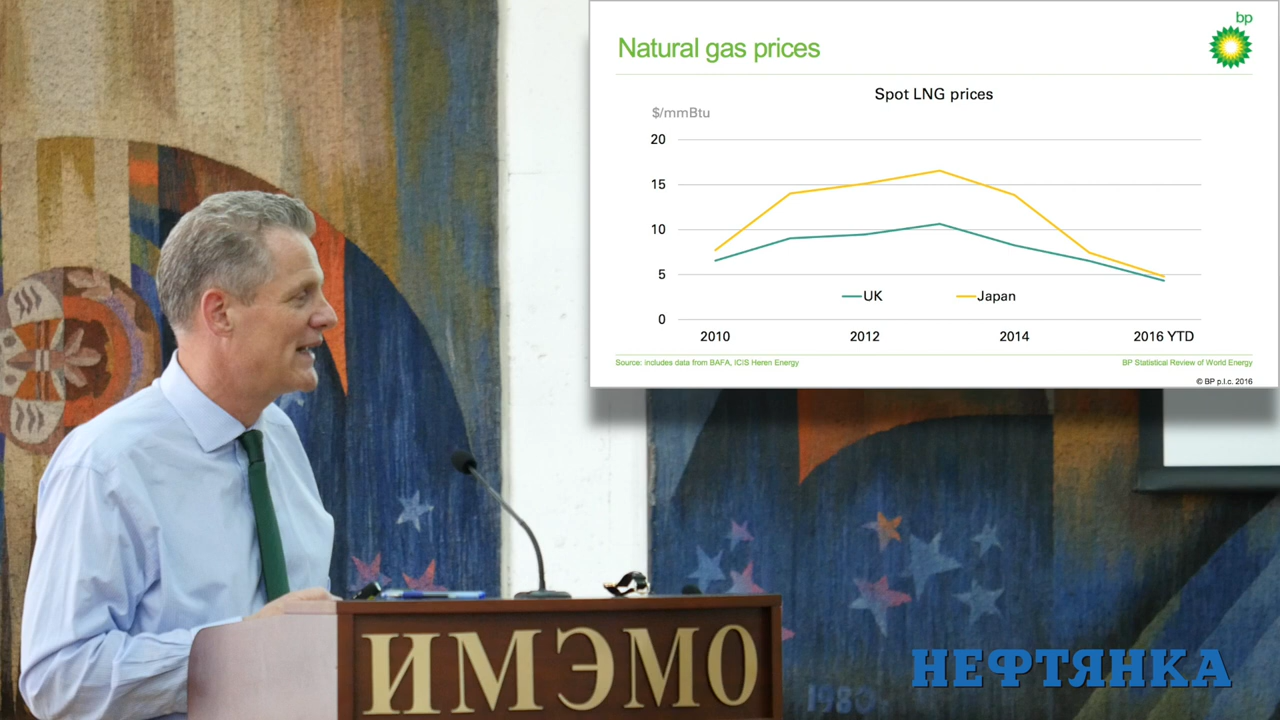 bp
Natural gas prices
Spot LNG prices
$/mmBtu
20
15
10
5
0
UK
Japan
2010
2012
2014
2016 YTD
Source: includes data from BAFA, ICIS Heren Energy
BP Statistical Review of World Energy
© BP p.l.c. 2016
ИМЭМО
НЕФТЯНКА
1980